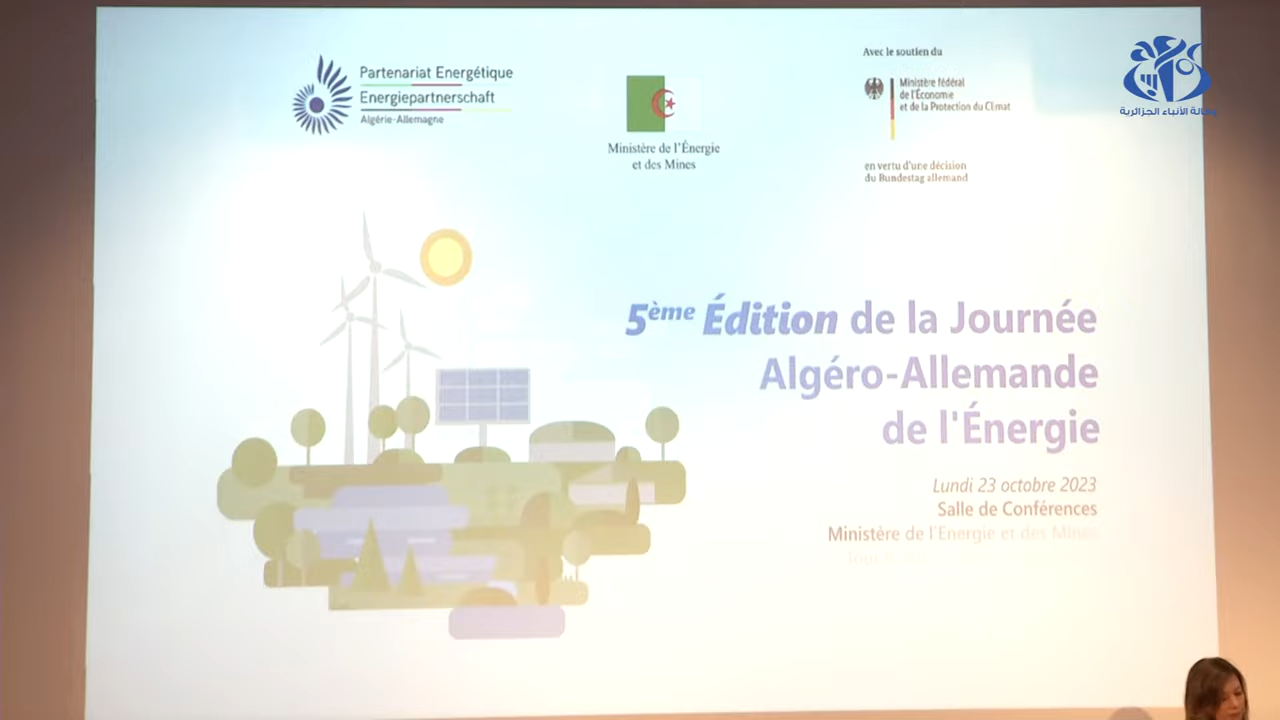 Partenariat Energétique
Energiepartnerschaft
Algérie-Allemagne
Ministère de l'Énergie
et des Mines
Avec le soutien du
Ministère fédéral
de l'Économie
et de la Protection du Climat
en vertu d'une décision
du Bundestag allemand
وكالة الأنباء الجزائرية
5ème Édition de la Journée
Algéro-Allemande
de l'Énergie
Lundi 23 octobre 2023
Salle de Conférences
Ministère de l'Energie et des Mines